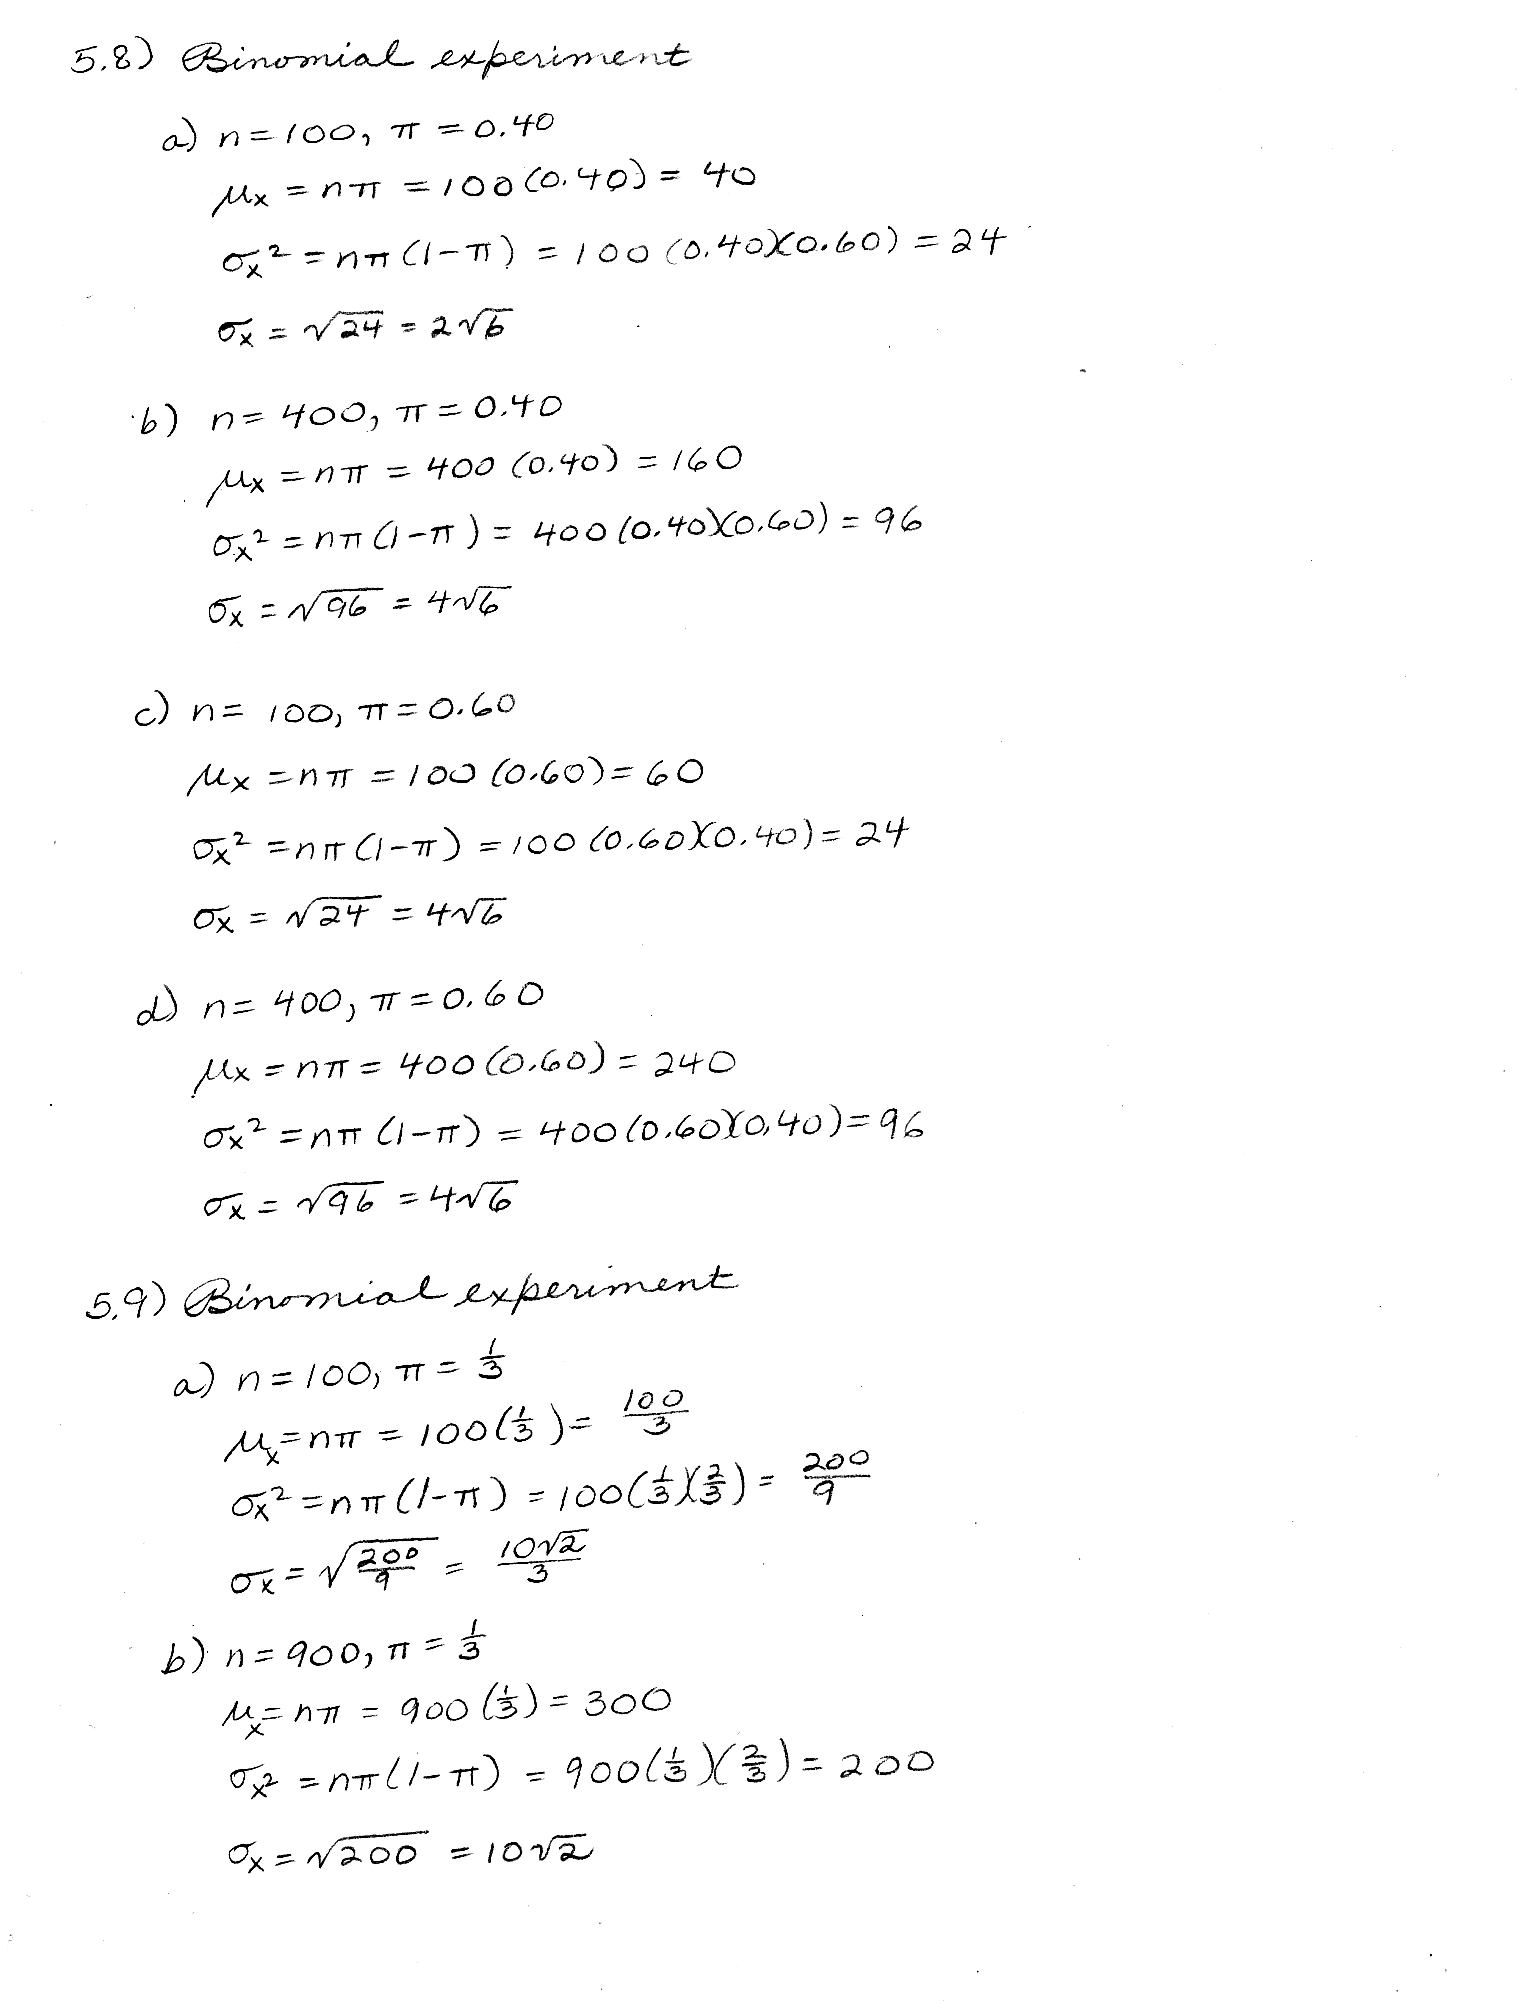 5.8) Binomial experiment
a) n = 100, π = 0.40
μx = nπ = 100 (0.40) = 40
σx² = nπ (1-π) = 100 (0.40)(0.60) = 24
σx = √24 = 2√6
b) n = 400, π = 0.40
μx = nπ = 400 (0.40) = 160
σx² = nπ (1-π) = 400 (0.40)(0.60) = 96
σx = √96 = 4√6
c) n = 100, π = 0.60
μx = nπ = 100 (0.60) = 60
σx² = nπ (1-π) = 100 (0.60)(0.40) = 24
σx = √24 = 4√6
d) n = 400, π = 0.60
μx = nπ = 400 (0.60) = 240
σx² = nπ (1-π) = 400 (0.60)(0.40) = 96
σx = √96 = 4√6
5.9) Binomial experiment
a) n = 100, π = 1/3
μx = nπ = 100(1/3) = 100/3
σx² = nπ (1-π) = 100(1/3)(2/3) = 200/9
σx = √(200/9) = 10√2/3
b) n = 900, π = 1/3
μx = nπ = 900 (1/3) = 300
σx² = nπ(1-π) = 900(1/3)(2/3) = 200
σx = √200 = 10√2